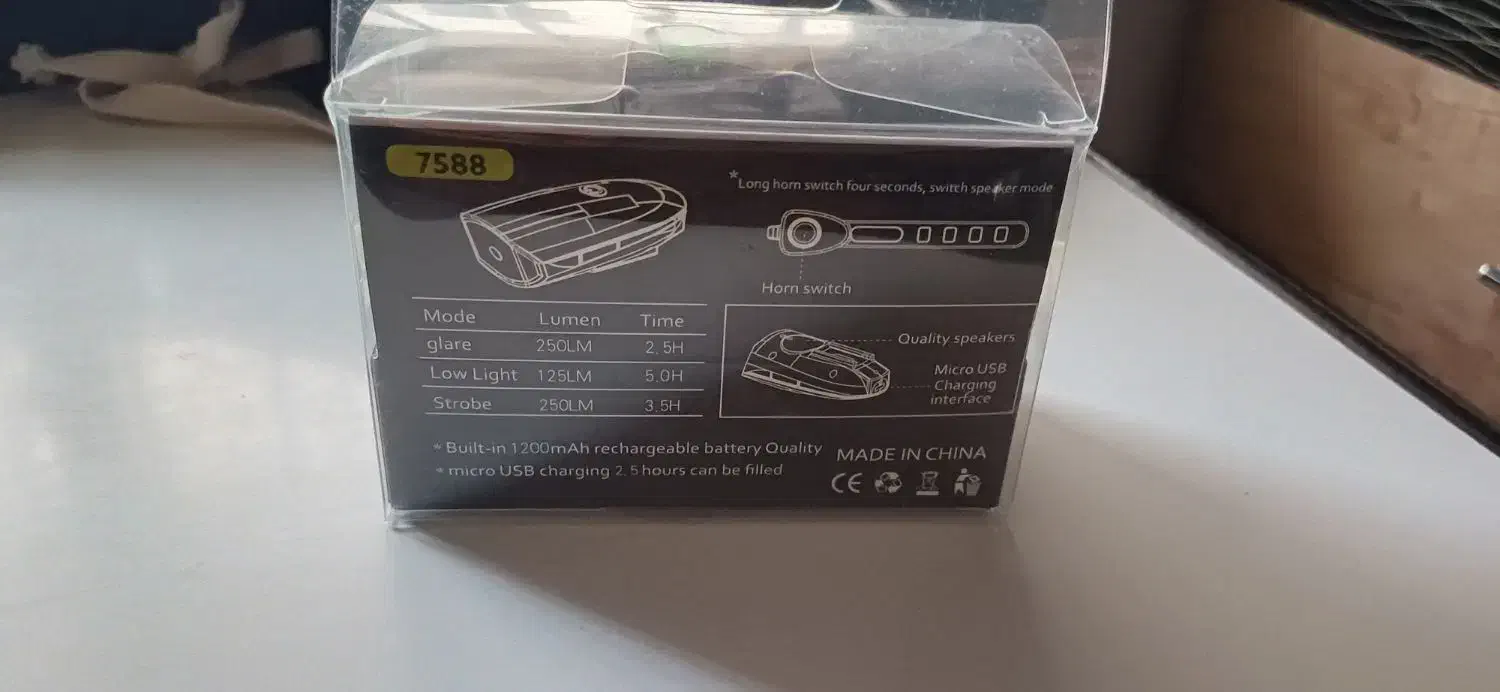 7588
*Long horn switch four seconds, switch speaker mode
Horn switch
Mode Lumen Time
glare 250LM 2.5H
Low Light 125LM 5.0H
Strobe 250LM 3.5H
Quality speakers
Micro USB
Charging
interface
* Built-in 1200mAh rechargeable battery Quality
* micro USB charging 2.5 hours can be filled
MADE IN CHINA
CE